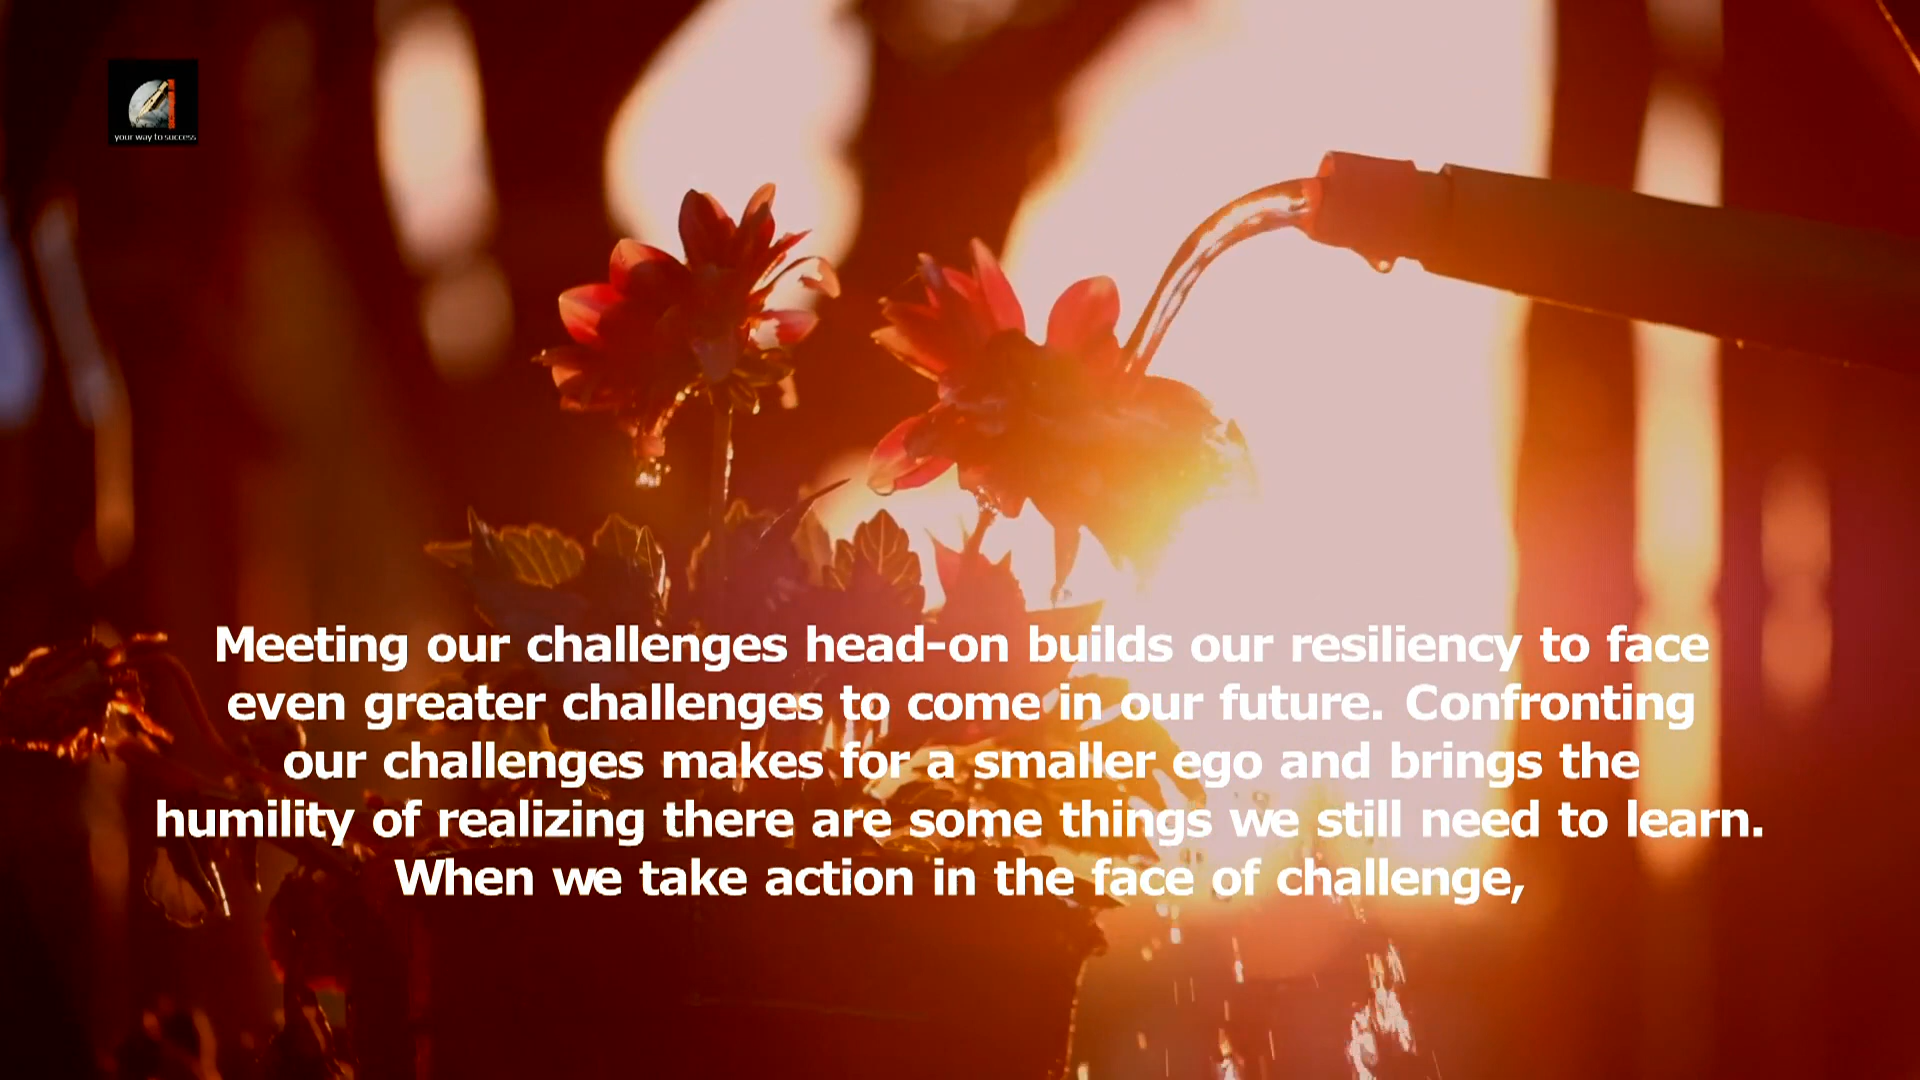 your way to success
Meeting our challenges head-on builds our resiliency to face
even greater challenges to come in our future. Confronting
our challenges makes for a smaller ego and brings the
humility of realizing there are some things we still need to learn.
When we take action in the face of challenge,